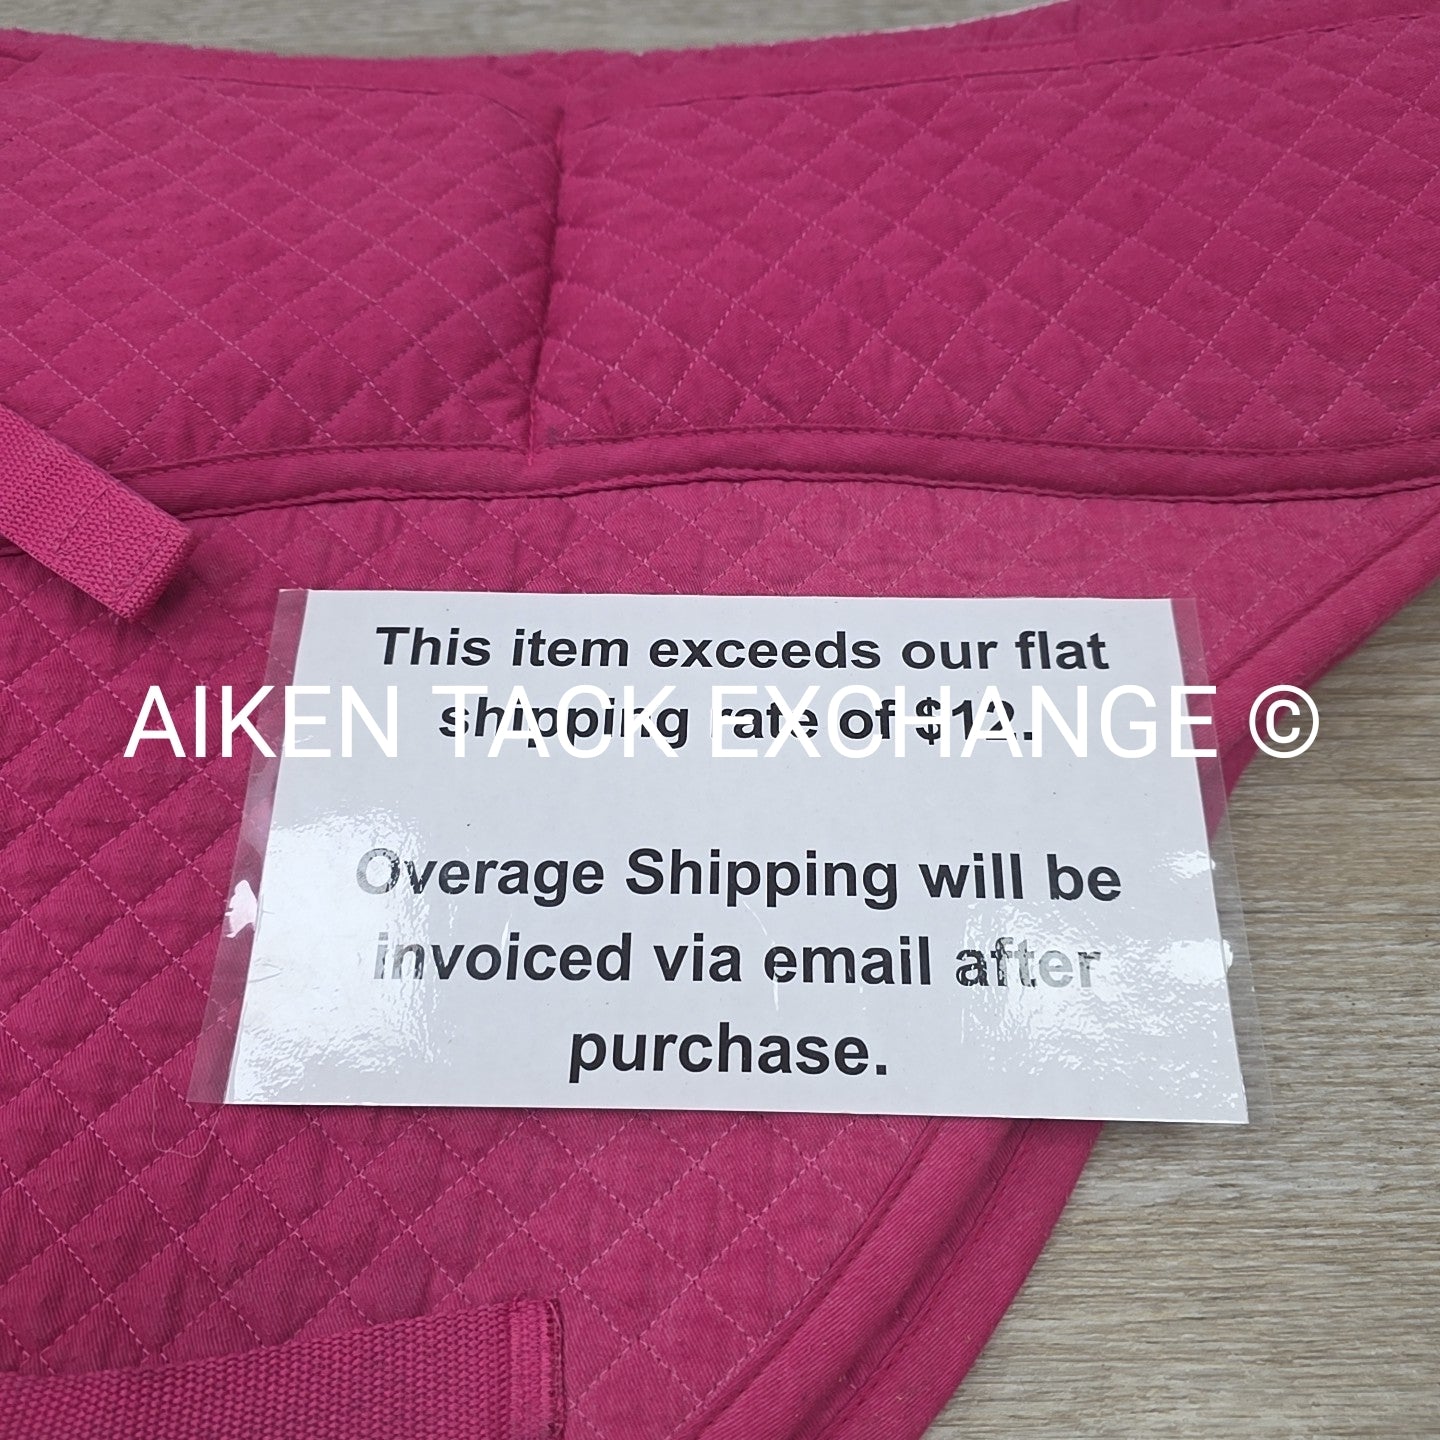 This item exceeds our flat
shipping rate of $12.
AIKEN TACK EXCHANGE ©
Overage Shipping will be
invoiced via email after
purchase.